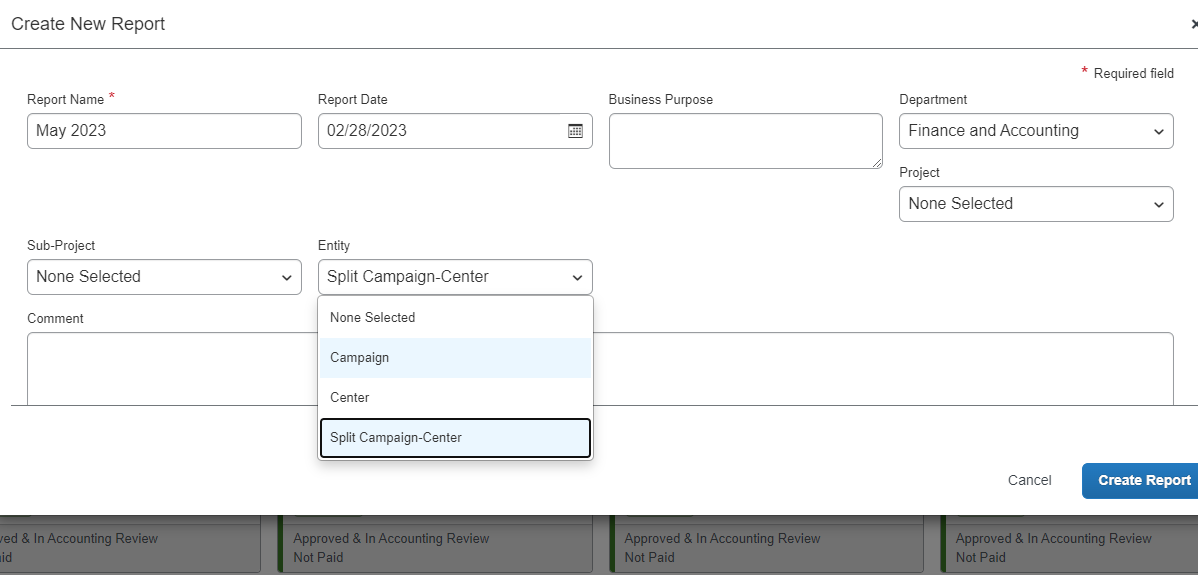 Create New Report
×
* Required field
Report Name *
Report Date
Business Purpose
Department
May 2023
02/28/2023
Finance and Accounting
Project
None Selected
Sub-Project
Entity
None Selected
Split Campaign-Center
Comment
None Selected
Campaign
Center
Split Campaign-Center
Cancel
Create Report
& In Accounting Review
Approved & In Accounting Review
Approved & In Accounting Review
Approved & In Accounting Review
Not Paid
Not Paid
Not Paid